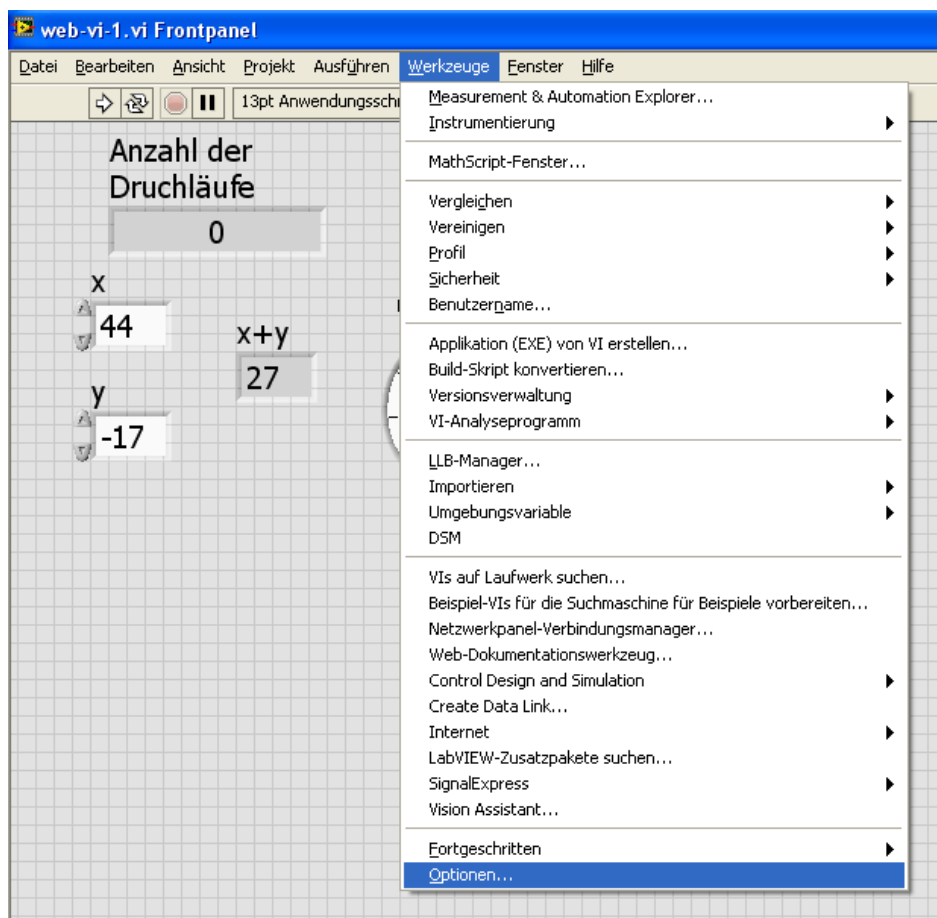 web-vi-1.vi Frontpanel
Datei Bearbeiten Ansicht Projekt Ausführen Werkzeuge Fenster Hilfe
13pt
Measurement & Automation Explorer...
Instrumentierung
MathScript-Fenster...
Vergleichen
Vereinigen
Profil
Sicherheit
Benutzername...
Applikation (EXE) von VI erstellen...
Build-Skript konvertieren...
Versionsverwaltung
VI-Analyseprogramm
LLB-Manager...
Importieren
Umgebungsvariable
DSM
VIs auf Laufwerk suchen...
Beispiel-VIs für die Suchmaschine für Beispiele vorbereiten...
Netzwerkpanel-Verbindungsmanager...
Web-Dokumentationswerkzeug...
Control Design and Simulation
Create Data Link...
Internet
LabVIEW-Zusatzpakete suchen...
SignalExpress
Vision Assistant...
Fortgeschritten
Optionen...
Anzahl der
Druchläufe
0
x
44
x+y
27
y
-17